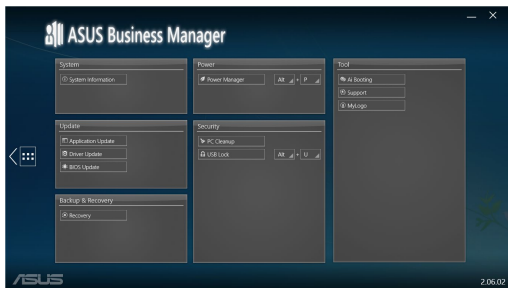 ASUS Business Manager
System
System Information
Power
Power Manager
Alt + P
Tool
Ai Booting
Support
MyLogo
Update
Application Update
Driver Update
BIOS Update
Security
PC Cleanup
USB Lock
Alt + U
Backup & Recovery
Recovery
ASUS
2.06.02